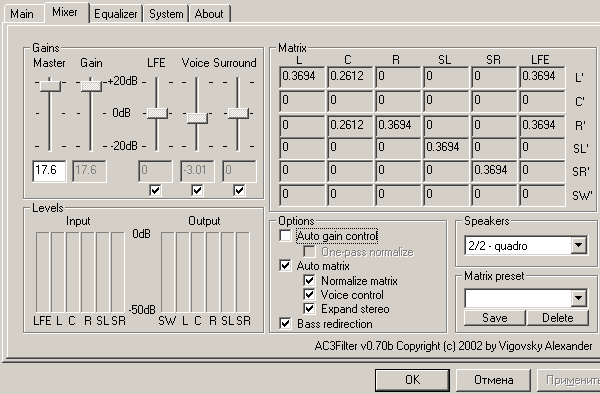 Main Mixer Equalizer System About
Gains
Master Gain LFE Voice Surround
+20dB
0dB
-20dB
17.6 17.6 0 -3.01 0
Matrix
L C R SL SR LFE
0.3694 0.2612 0 0 0 0.3694 L'
0 0 0 0 0 0 C'
0 0.2612 0.3694 0 0 0.3694 R'
0 0 0 0.3694 0 0 SL'
0 0 0 0 0.3694 0 SR'
0 0 0 0 0 0 SW'
Levels
Input Output
0dB
-50dB
LFE L C R SL SR SW L C R SL SR
Options
Auto gain control
One-pass normalize
Auto matrix
Normalize matrix
Voice control
Expand stereo
Bass redirection
Speakers
2/2 - quadro
Matrix preset
Save Delete
AC3Filter v0.70b Copyright (c) 2002 by Vigovsky Alexander
OK Отмена Применить